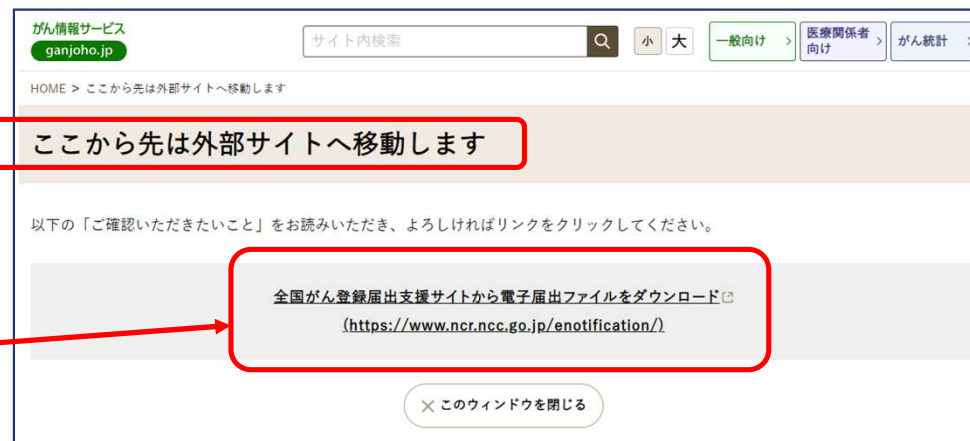 がん情報サービス
ganjoho.jp
サイト内検索
小 大
一般向け >
医療関係者向け >
がん統計 >
HOME > ここから先は外部サイトへ移動します
ここから先は外部サイトへ移動します
以下の「ご確認いただきたいこと」をお読みいただき、よろしければリンクをクリックしてください。
全国がん登録届出支援サイトから電子届出ファイルをダウンロード
(https://www.ncr.ncc.go.jp/enotification/)
× このウィンドウを閉じる